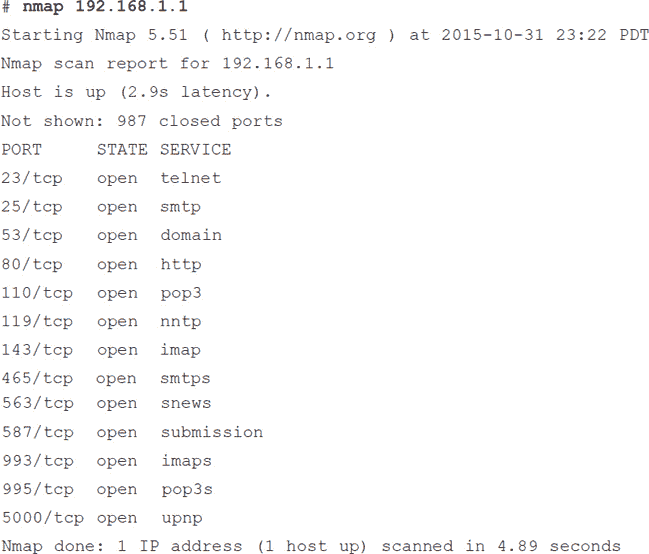 # nmap 192.168.1.1
Starting Nmap 5.51 ( http://nmap.org ) at 2015-10-31 23:22 PDT
Nmap scan report for 192.168.1.1
Host is up (2.9s latency).
Not shown: 987 closed ports
PORT     STATE SERVICE
23/tcp   open  telnet
25/tcp   open  smtp
53/tcp   open  domain
80/tcp   open  http
110/tcp  open  pop3
119/tcp  open  nntp
143/tcp  open  imap
465/tcp  open  smtps
563/tcp  open  snews
587/tcp  open  submission
993/tcp  open  imaps
995/tcp  open  pop3s
5000/tcp open  upnp
Nmap done: 1 IP address (1 host up) scanned in 4.89 seconds